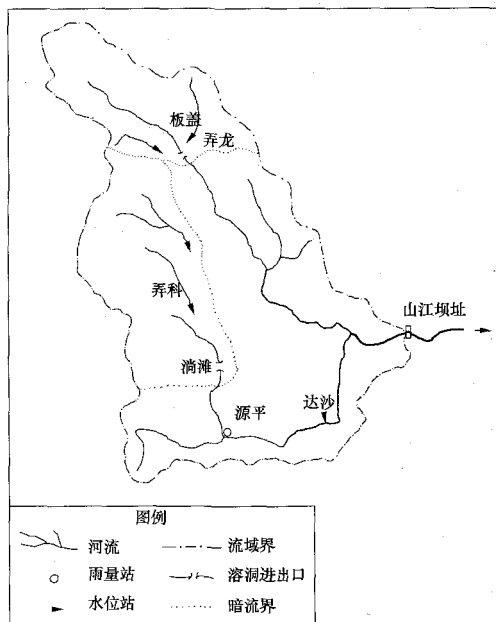 板盖
弄龙
弄科
淌滩
山江坝址
达沙
源平
图例
河流
流域界
雨量站
溶洞进出口
水位站
暗流界